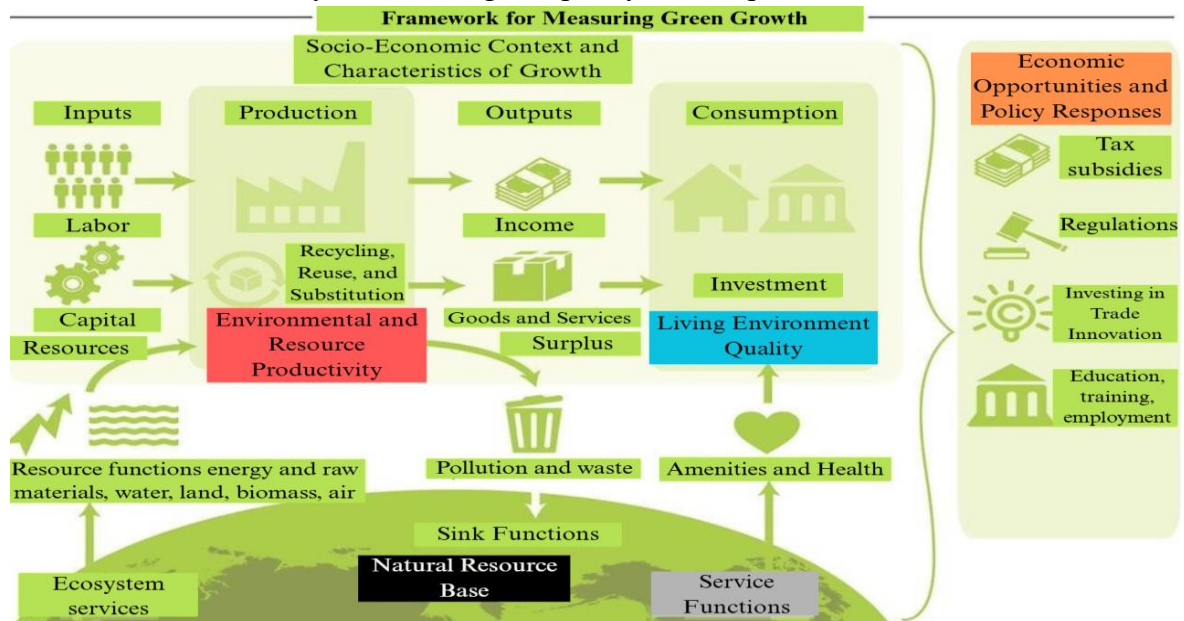 Framework for Measuring Green Growth
Socio-Economic Context and
Characteristics of Growth
Inputs
Production
Outputs
Consumption
Labor
Income
Recycling,
Reuse, and
Substitution
Capital
Goods and Services
Investment
Resources
Environmental and
Resource
Productivity
Surplus
Living Environment
Quality
Resource functions energy and raw
materials, water, land, biomass, air
Pollution and waste
Amenities and Health
Sink Functions
Ecosystem
services
Natural Resource
Base
Service
Functions
Economic
Opportunities and
Policy Responses
Tax
subsidies
Regulations
C
Investing in
Trade
Innovation
Education,
training,
employment